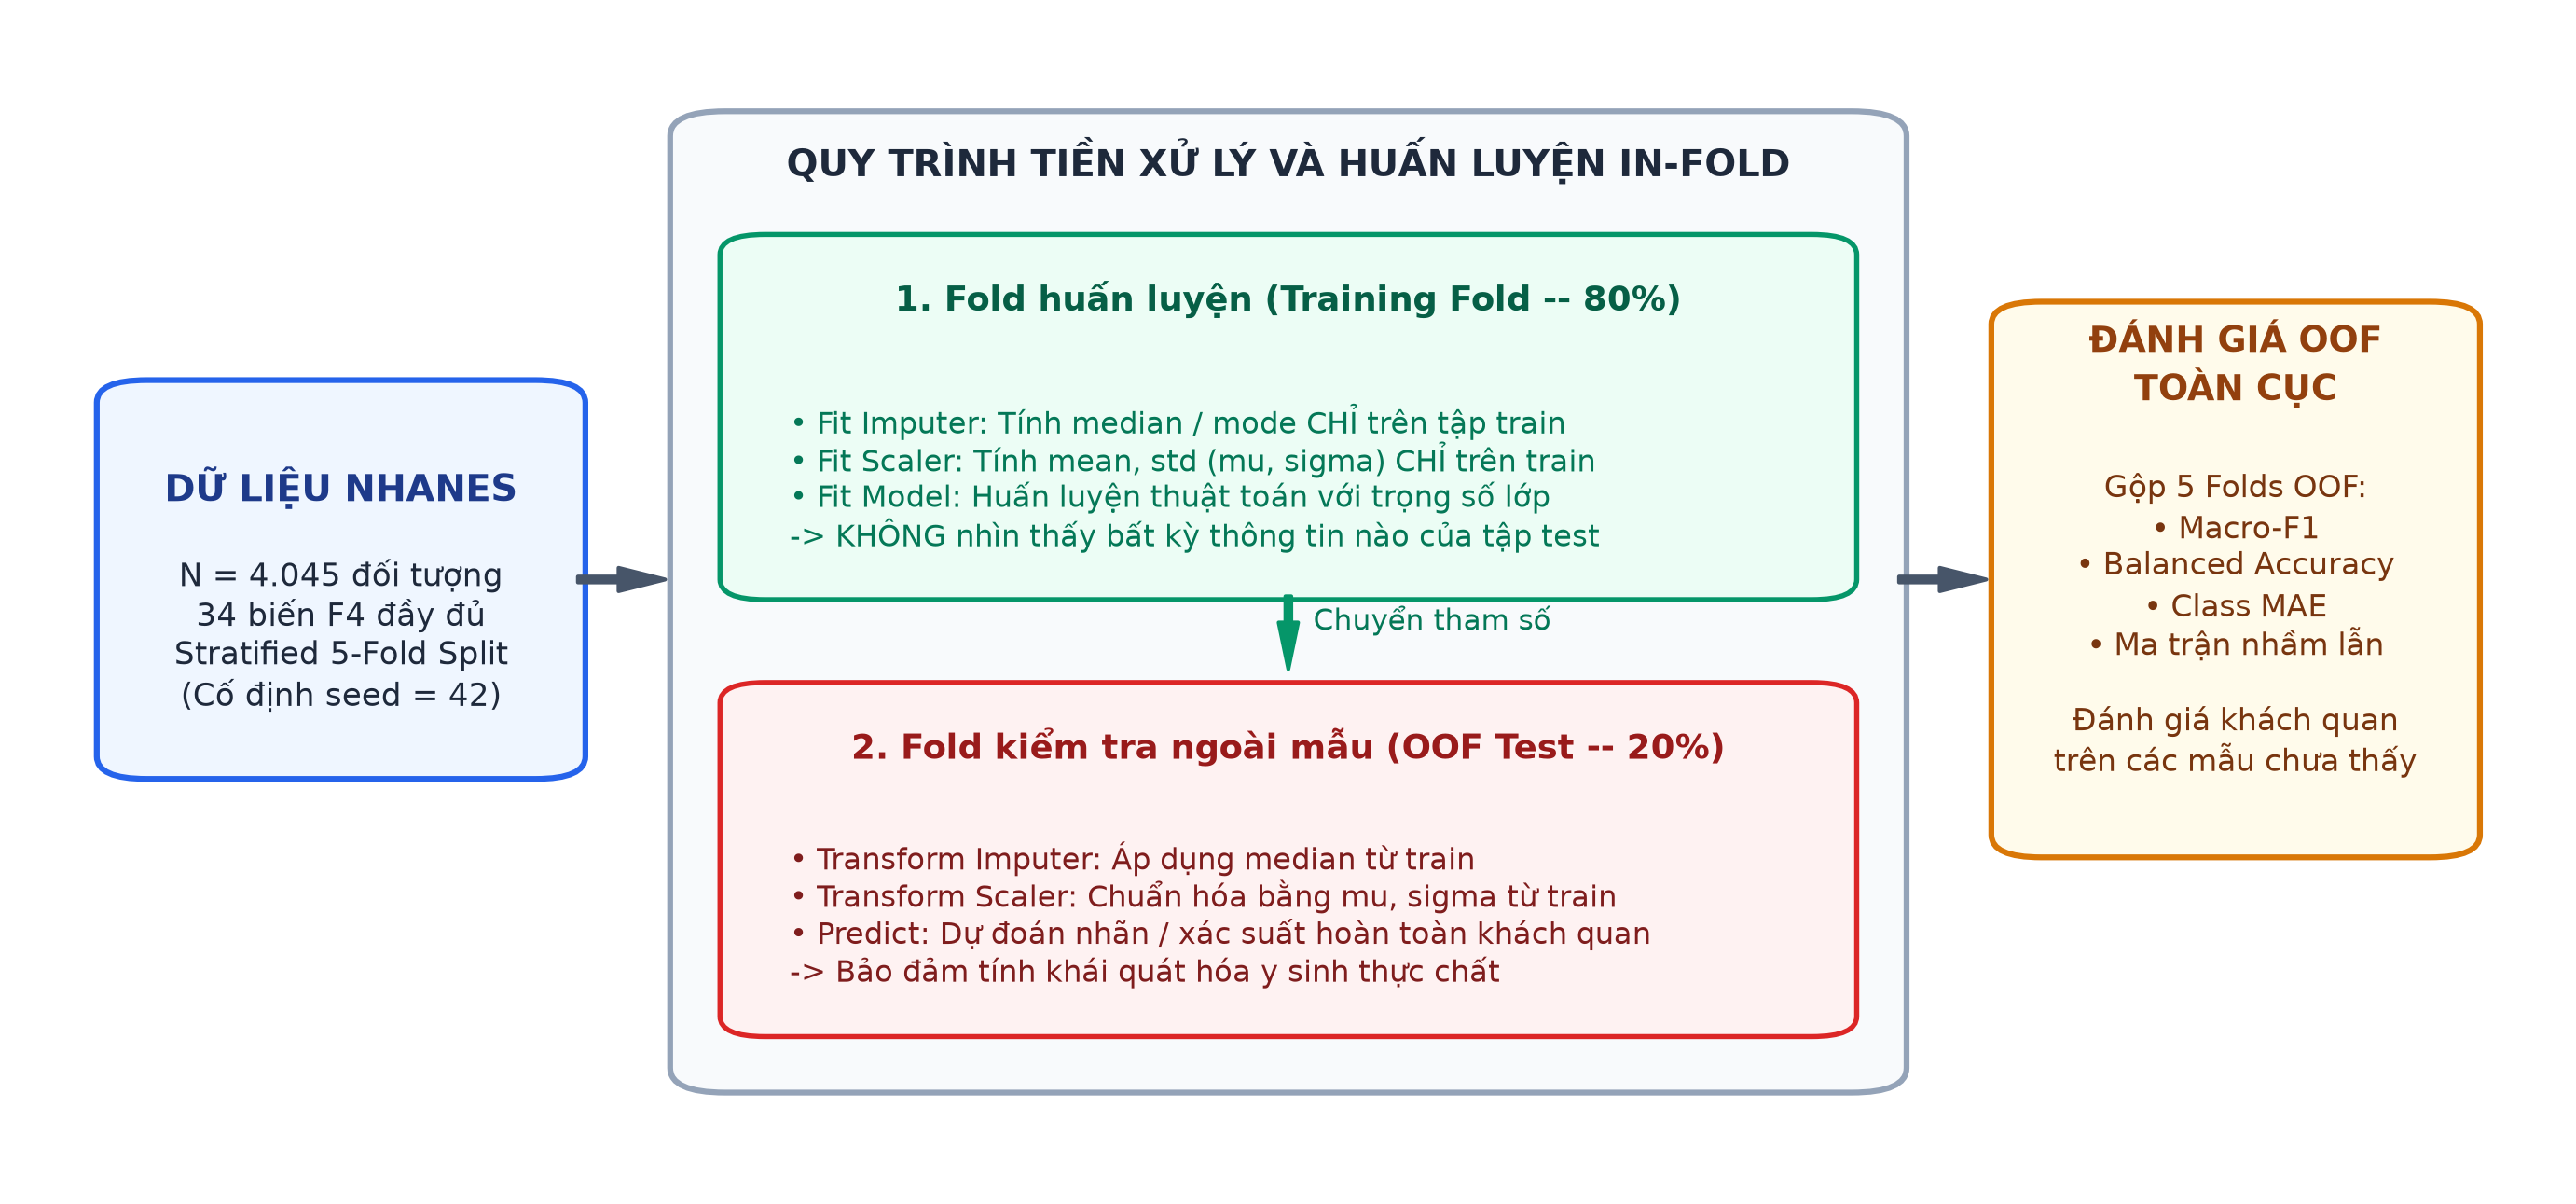 DỮ LIỆU NHANES
N = 4.045 đối tượng
34 biến F4 đầy đủ
Stratified 5-Fold Split
(Cố định seed = 42)
QUY TRÌNH TIỀN XỬ LÝ VÀ HUẤN LUYỆN IN-FOLD
1. Fold huấn luyện (Training Fold -- 80%)
• Fit Imputer: Tính median / mode CHỈ trên tập train
• Fit Scaler: Tính mean, std (mu, sigma) CHỈ trên train
• Fit Model: Huấn luyện thuật toán với trọng số lớp
-> KHÔNG nhìn thấy bất kỳ thông tin nào của tập test
Chuyển tham số
2. Fold kiểm tra ngoài mẫu (OOF Test -- 20%)
• Transform Imputer: Áp dụng median từ train
• Transform Scaler: Chuẩn hóa bằng mu, sigma từ train
• Predict: Dự đoán nhãn / xác suất hoàn toàn khách quan
-> Bảo đảm tính khái quát hóa y sinh thực chất
ĐÁNH GIÁ OOF
TOÀN CỤC
Gộp 5 Folds OOF:
• Macro-F1
• Balanced Accuracy
• Class MAE
• Ma trận nhầm lẫn
Đánh giá khách quan
trên các mẫu chưa thấy